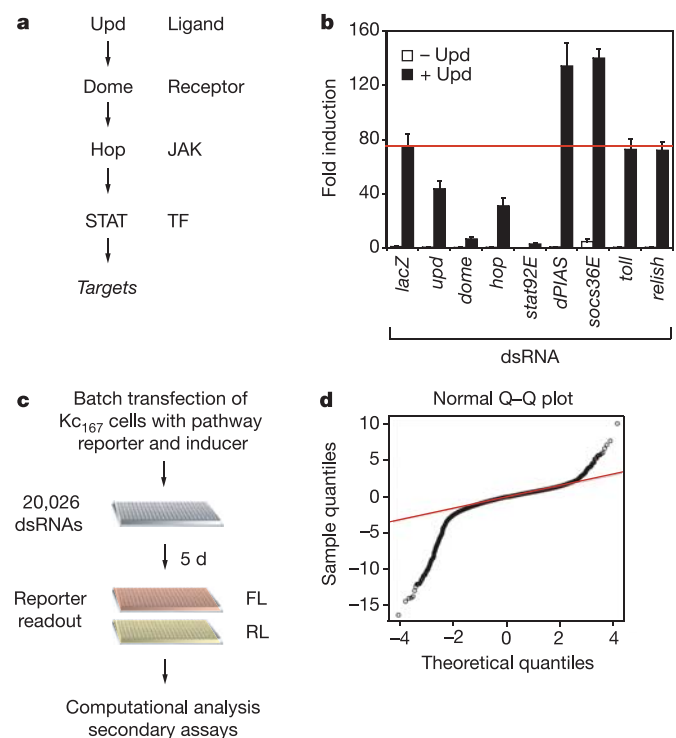 a
Upd Ligand
Dome Receptor
Hop JAK
STAT TF
Targets
b
160
120
80
40
0
Fold induction
– Upd
+ Upd
lacZ
upd
dome
hop
stat92E
dPIAS
socs36E
toll
relish
dsRNA
c
Batch transfection of
Kc167 cells with pathway
reporter and inducer
20,026
dsRNAs
5 d
Reporter
readout
FL
RL
Computational analysis
secondary assays
d
Normal Q–Q plot
10
5
0
−5
−10
−15
Sample quantiles
−4 −2 0 2 4
Theoretical quantiles